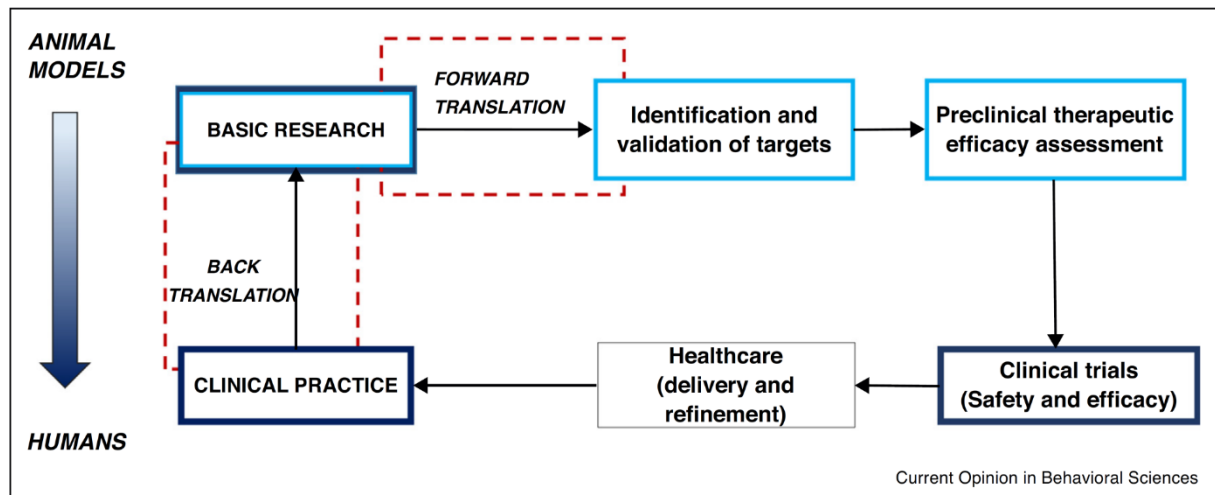 ANIMAL
MODELS
FORWARD
TRANSLATION
BASIC RESEARCH
Identification and
validation of targets
Preclinical therapeutic
efficacy assessment
BACK
TRANSLATION
CLINICAL PRACTICE
Healthcare
(delivery and
refinement)
Clinical trials
(Safety and efficacy)
HUMANS
Current Opinion in Behavioral Sciences